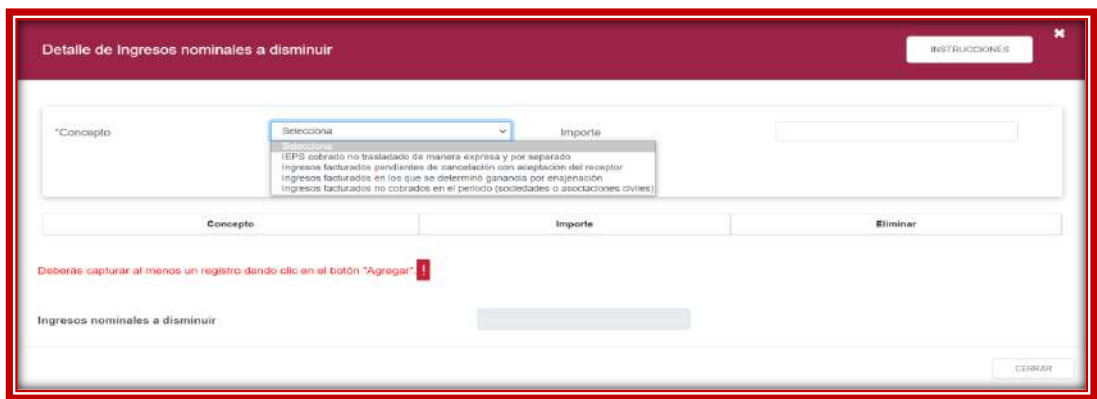 Detalle de Ingresos nominales a disminuir
INSTRUCCIONES
*Concepto
Selecciona
Importe
Selecciona
IEPS cobrado no trasladado de manera expresa y por separado
Ingresos facturados pendientes de cancelación con aceptación del receptor
Ingresos facturados en los que se determinó ganancia por enajenación
Ingresos facturados no cobrados en el periodo (sociedades o asociaciones civiles)
Concepto
Importe
Eliminar
Deberás capturar al menos un registro dando clic en el botón "Agregar". !
Ingresos nominales a disminuir
CERRAR